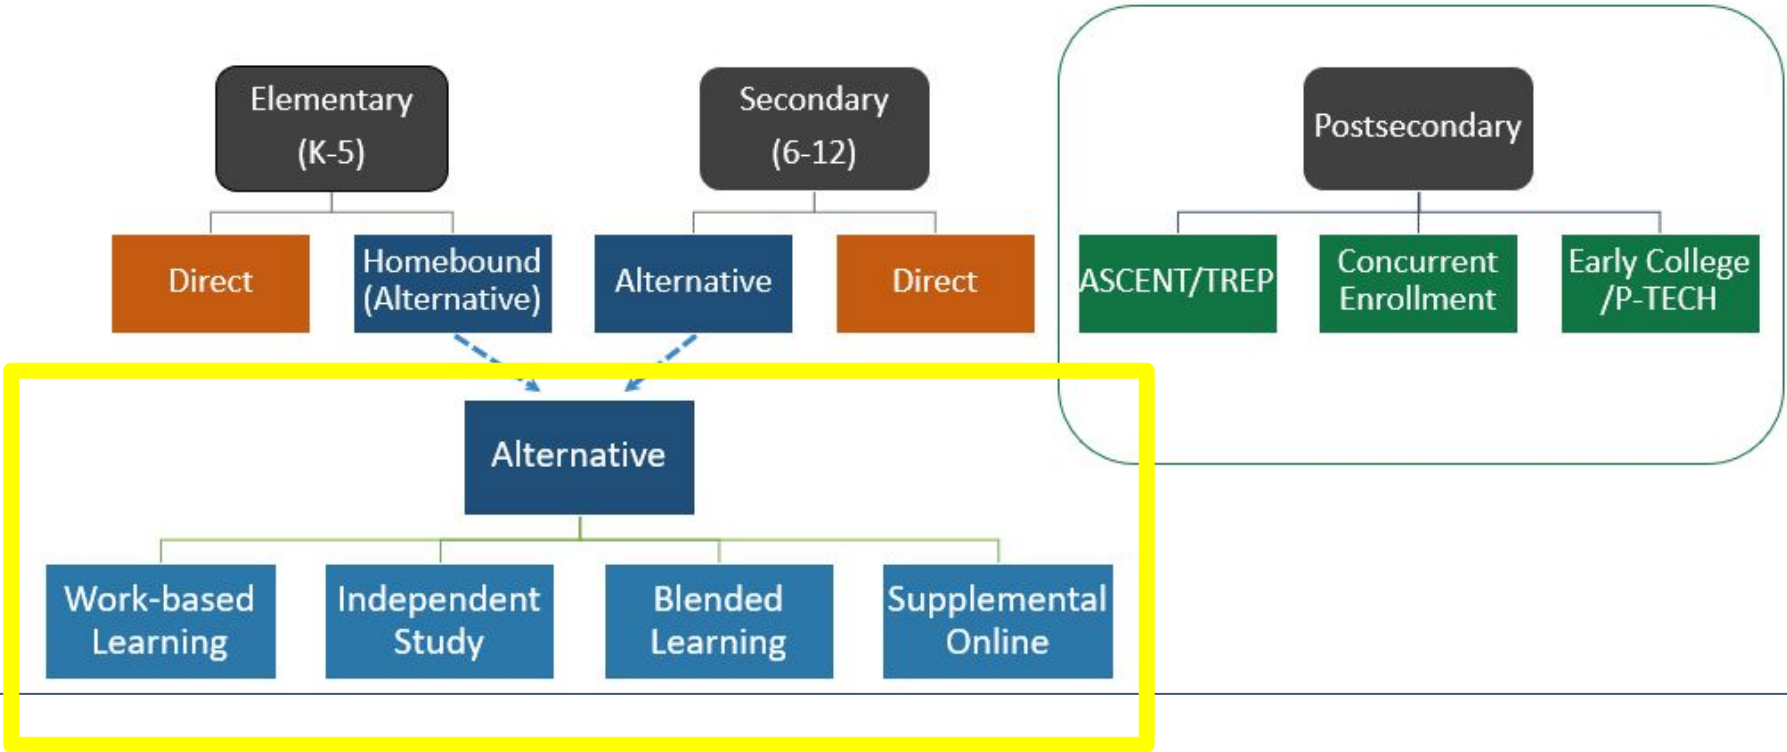 Elementary
(K-5)
Secondary
(6-12)
Postsecondary
Direct
Homebound
(Alternative)
Alternative
Direct
ASCENT/TREP
Concurrent
Enrollment
Early College
/P-TECH
Alternative
Work-based
Learning
Independent
Study
Blended
Learning
Supplemental
Online